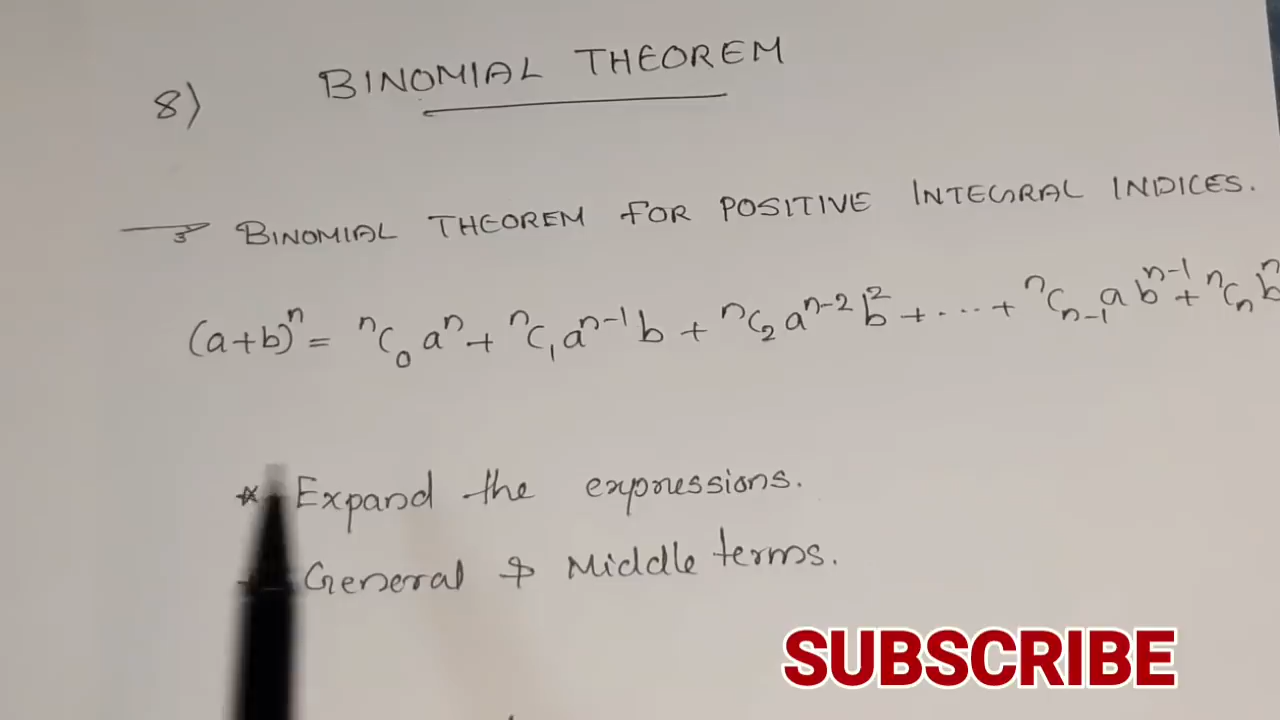 8) BINOMIAL THEOREM
→ BINOMIAL THEOREM FOR POSITIVE INTEGRAL INDICES.
(a+b)ⁿ = ⁿC₀ aⁿ + ⁿC₁ aⁿ⁻¹ b + ⁿC₂ aⁿ⁻² b² + ... + ⁿCₙ₋₁ a bⁿ⁻¹ + ⁿCₙ bⁿ
* Expand the expressions.
General & Middle terms.
SUBSCRIBE